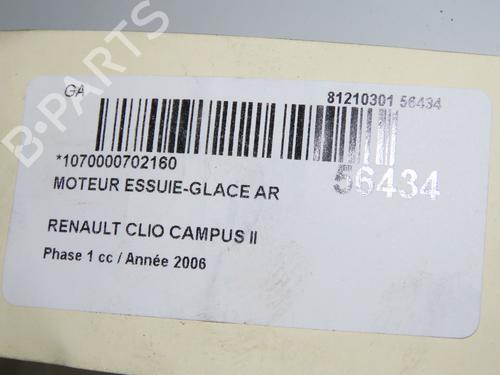 B-PARTS
GA
81210301 56434
*1070000702160
56434
MOTEUR ESSUIE-GLACE AR
RENAULT CLIO CAMPUS II
Phase 1 cc / Année 2006